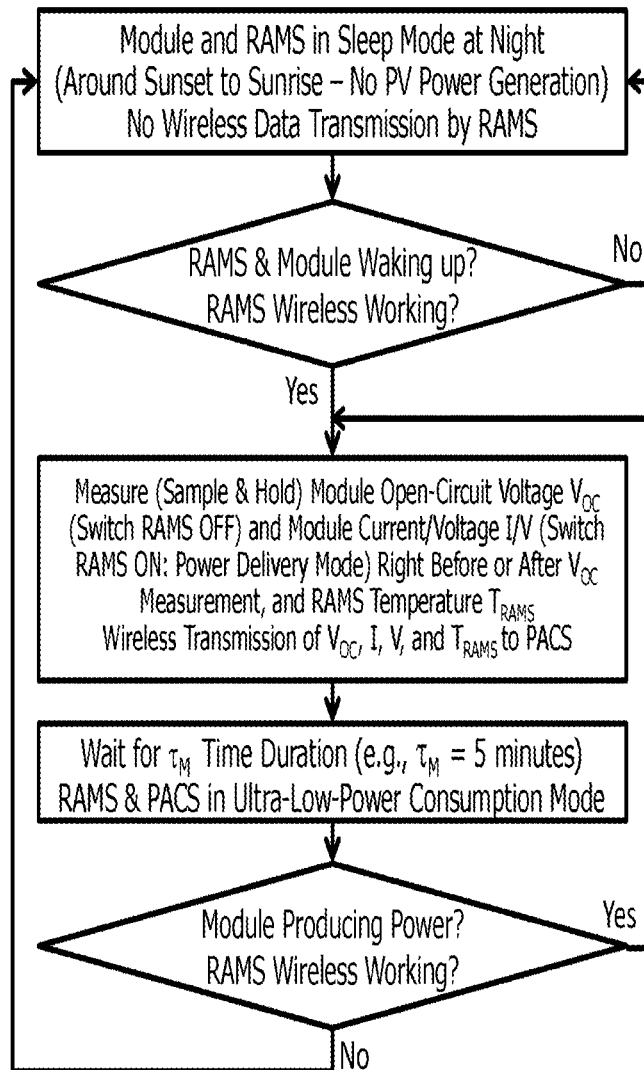 Module and RAMS in Sleep Mode at Night
(Around Sunset to Sunrise – No PV Power Generation)
No Wireless Data Transmission by RAMS
RAMS & Module Waking up?
RAMS Wireless Working?
No
Yes
Measure (Sample & Hold) Module Open-Circuit Voltage V_OC
(Switch RAMS OFF) and Module Current/Voltage I/V (Switch
RAMS ON: Power Delivery Mode) Right Before or After V_OC
Measurement, and RAMS Temperature T_RAMS
Wireless Transmission of V_OC, I, V, and T_RAMS to PACS
Wait for τ_M Time Duration (e.g., τ_M = 5 minutes)
RAMS & PACS in Ultra-Low-Power Consumption Mode
Module Producing Power?
RAMS Wireless Working?
Yes
No